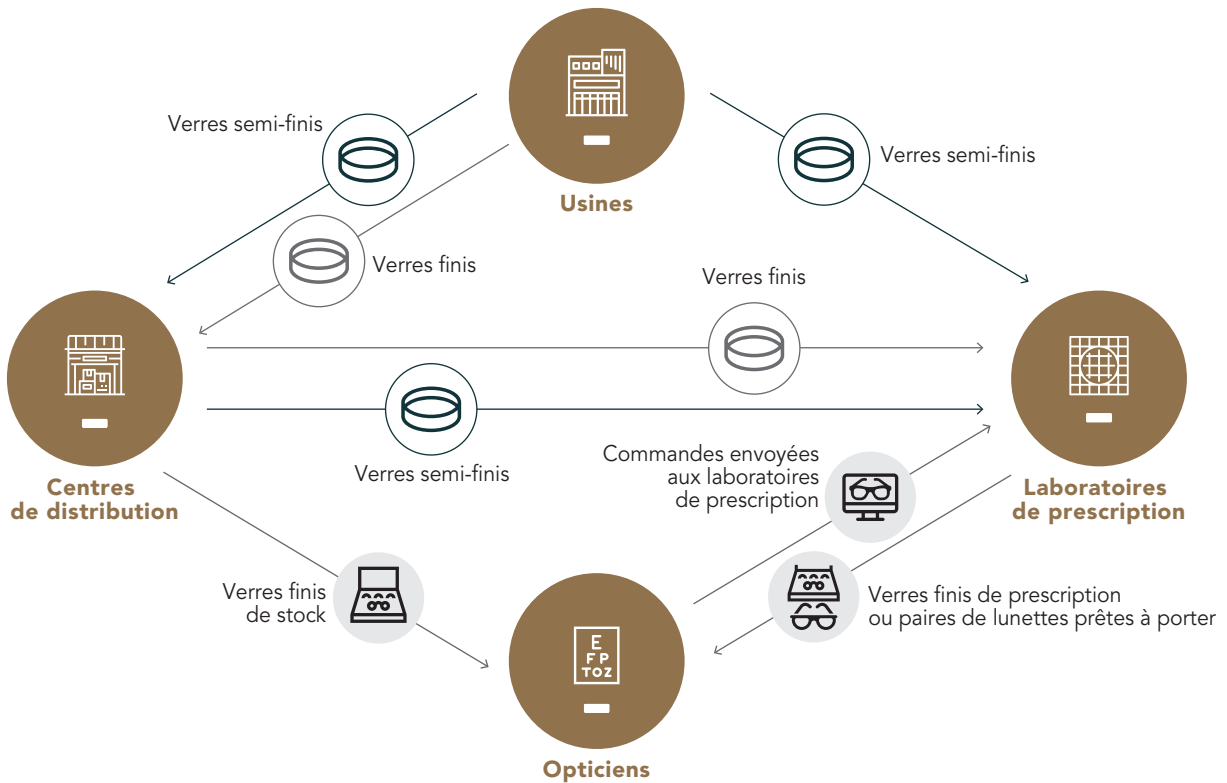 Verres semi-finis
Verres semi-finis
Usines
Verres finis
Verres finis
Centres
de distribution
Verres semi-finis
Commandes envoyées
aux laboratoires
de prescription
Laboratoires
de prescription
Verres finis
de stock
Verres finis de prescription
ou paires de lunettes prêtes à porter
E
F P
T O Z
Opticiens